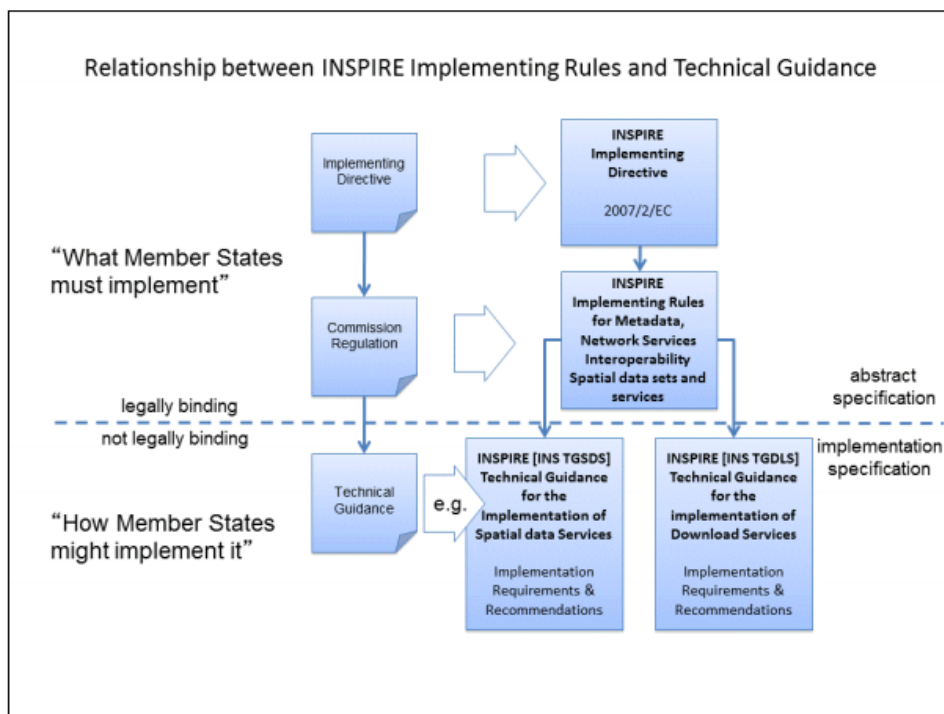 Relationship between INSPIRE Implementing Rules and Technical Guidance
Implementing
Directive
INSPIRE
Implementing
Directive
2007/2/EC
“What Member States
must implement”
Commission
Regulation
INSPIRE
Implementing Rules
for Metadata,
Network Services
Interoperability
Spatial data sets and
services
abstract
specification
legally binding
not legally binding
implementation
specification
“How Member States
might implement it”
Technical
Guidance
e.g.
INSPIRE [INS TGSDS]
Technical Guidance
for the
Implementation of
Spatial data Services
Implementation
Requirements &
Recommendations
INSPIRE [INS TGDLS]
Technical Guidance
for the
implementation of
Download Services
Implementation
Requirements &
Recommendations